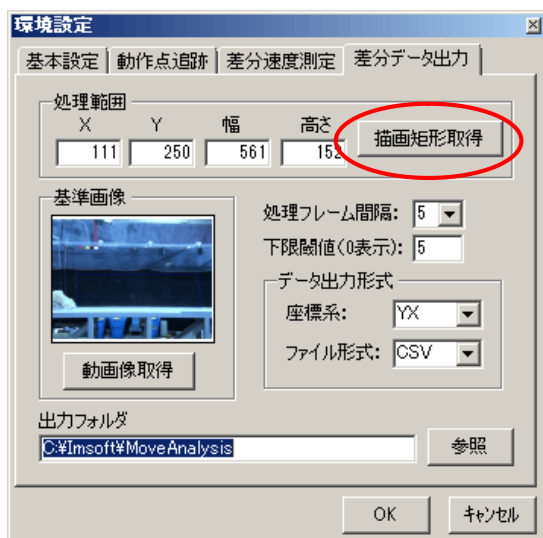 環境設定
基本設定 動作点追跡 差分速度測定 差分データ出力
処理範囲
X Y 幅 高さ
111 250 561 152 描画矩形取得
基準画像
処理フレーム間隔: 5
下限閾値(0表示): 5
データ出力形式
座標系: YX
ファイル形式: CSV
動画像取得
出力フォルダ
C:¥Imsoft¥MoveAnalysis 参照
OK キャンセル